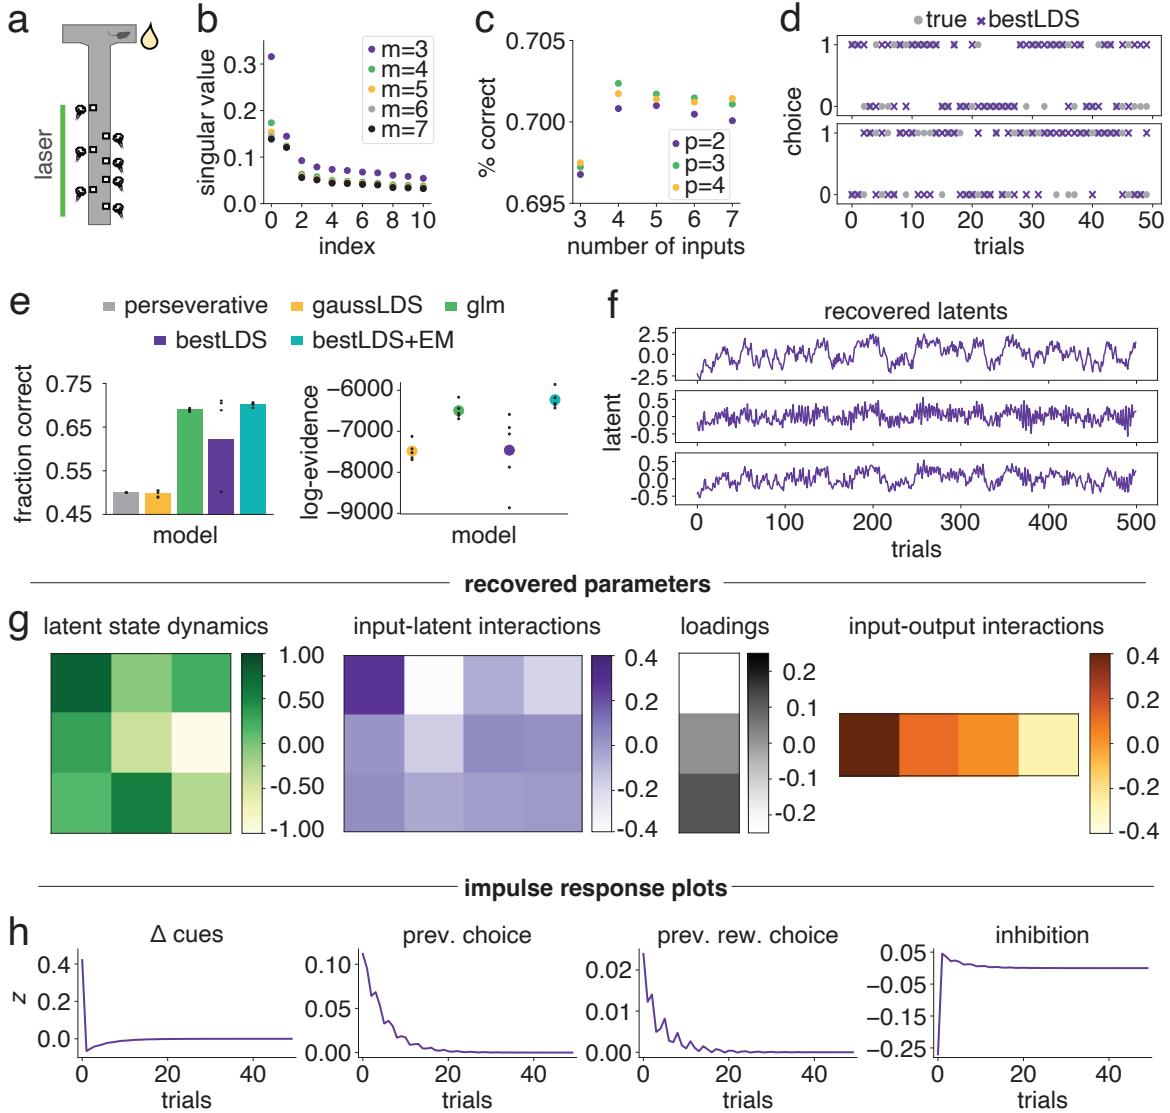 a
laser
b
singular value
0.3
0.2
0.1
0.0
m=3
m=4
m=5
m=6
m=7
0 2 4 6 8 10
index
c
% correct
0.705
0.700
0.695
p=2
p=3
p=4
3 4 5 6 7
number of inputs
d
true bestLDS
choice
1
0
1
0
0 10 20 30 40 50
trials
e
perseverative gaussLDS glm
bestLDS bestLDS+EM
fraction correct
0.75
0.65
0.55
0.45
model
log-evidence
−6000
−7000
−8000
−9000
model
f
recovered latents
latent
2.5
0.0
-2.5
0.5
0.0
-0.5
0.5
0.0
-0.5
0 100 200 300 400 500
trials
recovered parameters
g
latent state dynamics
1.00
0.50
0.00
-0.50
-1.00
input-latent interactions
0.4
0.2
0.0
-0.2
-0.4
loadings
0.2
0.1
0.0
-0.1
-0.2
input-output interactions
0.4
0.2
0.0
-0.2
-0.4
impulse response plots
h
Δ cues
z
0.4
0.2
0.0
0 20 40
trials
prev. choice
0.10
0.05
0.00
0 20 40
trials
prev. rew. choice
0.02
0.01
0.00
0 20 40
trials
inhibition
0.05
−0.05
−0.15
−0.25
0 20 40
trials